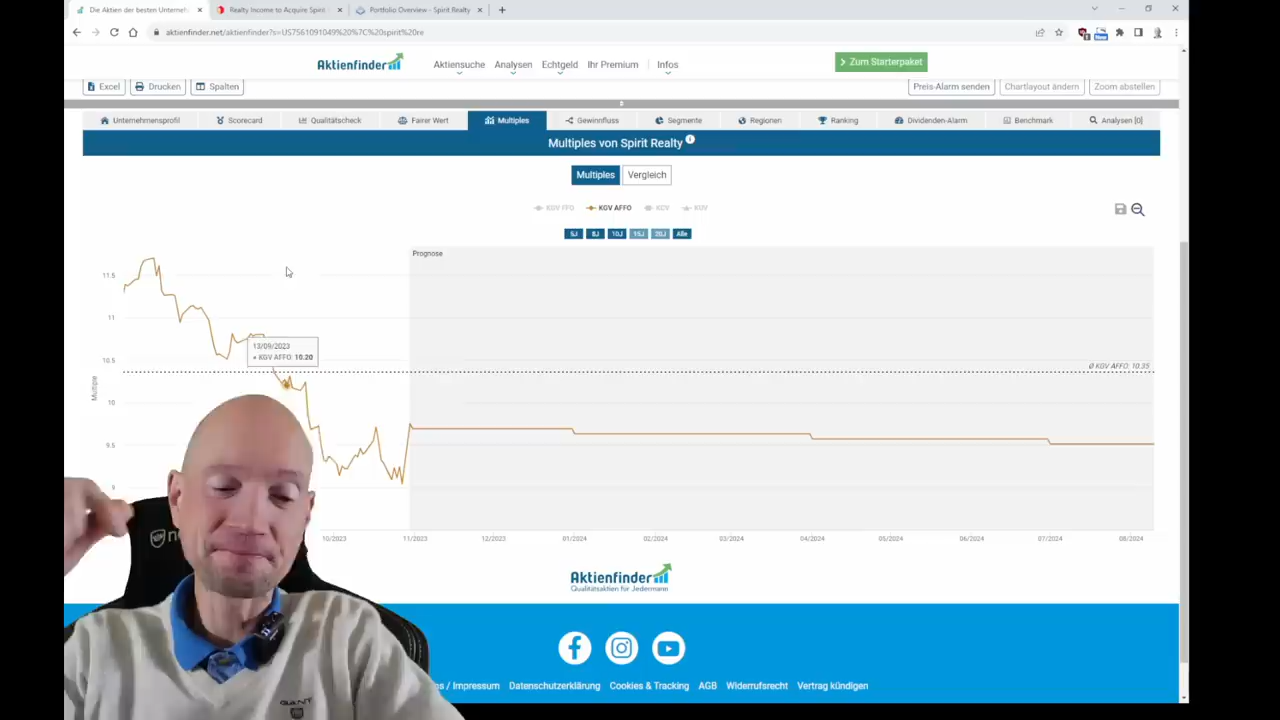 Die Aktien der besten Unterneh
Realty Income to Acquire Spirit
Portfolio Overview - Spirit Realty
aktienfinder.net/aktienfinder?s=US7561091049%20%7C%20spirit%20re
Aktienfinder
Aktiensuche
Analysen
Echtgeld
Ihr Premium
Infos
Zum Starterpaket
Excel
Drucken
Spalten
Preis-Alarm senden
Chartlayout ändern
Zoom abstellen
Unternehmensprofil
Scorecard
Qualitätscheck
Fairer Wert
Multiples
Gewinnfluss
Segmente
Regionen
Ranking
Dividenden-Alarm
Benchmark
Analysen [0]
Multiples von Spirit Realty
Multiples
Vergleich
KGV FFO
KGV AFFO
KCV
KUV
5J
8J
10J
15J
20J
Alle
Prognose
11.5
11
10.5
10
9.5
9
Multiple
13/09/2023
KGV AFFO: 10.20
Ø KGV AFFO: 10.35
10/2023
11/2023
12/2023
01/2024
02/2024
03/2024
04/2024
05/2024
06/2024
07/2024
08/2024
Aktienfinder
Qualitätsaktien für Jedermann
/ Impressum
Datenschutzerklärung
Cookies & Tracking
AGB
Widerrufsrecht
Vertrag kündigen
GIANT